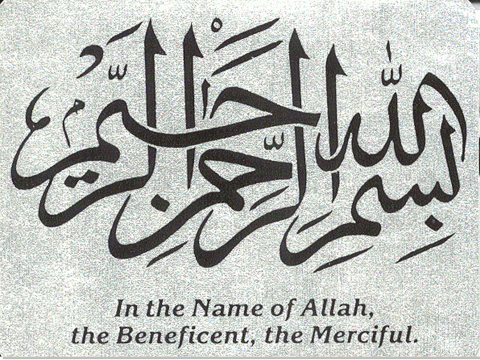 بسم الله الرحمن الرحيم
In the Name of Allah,
the Beneficent, the Merciful.